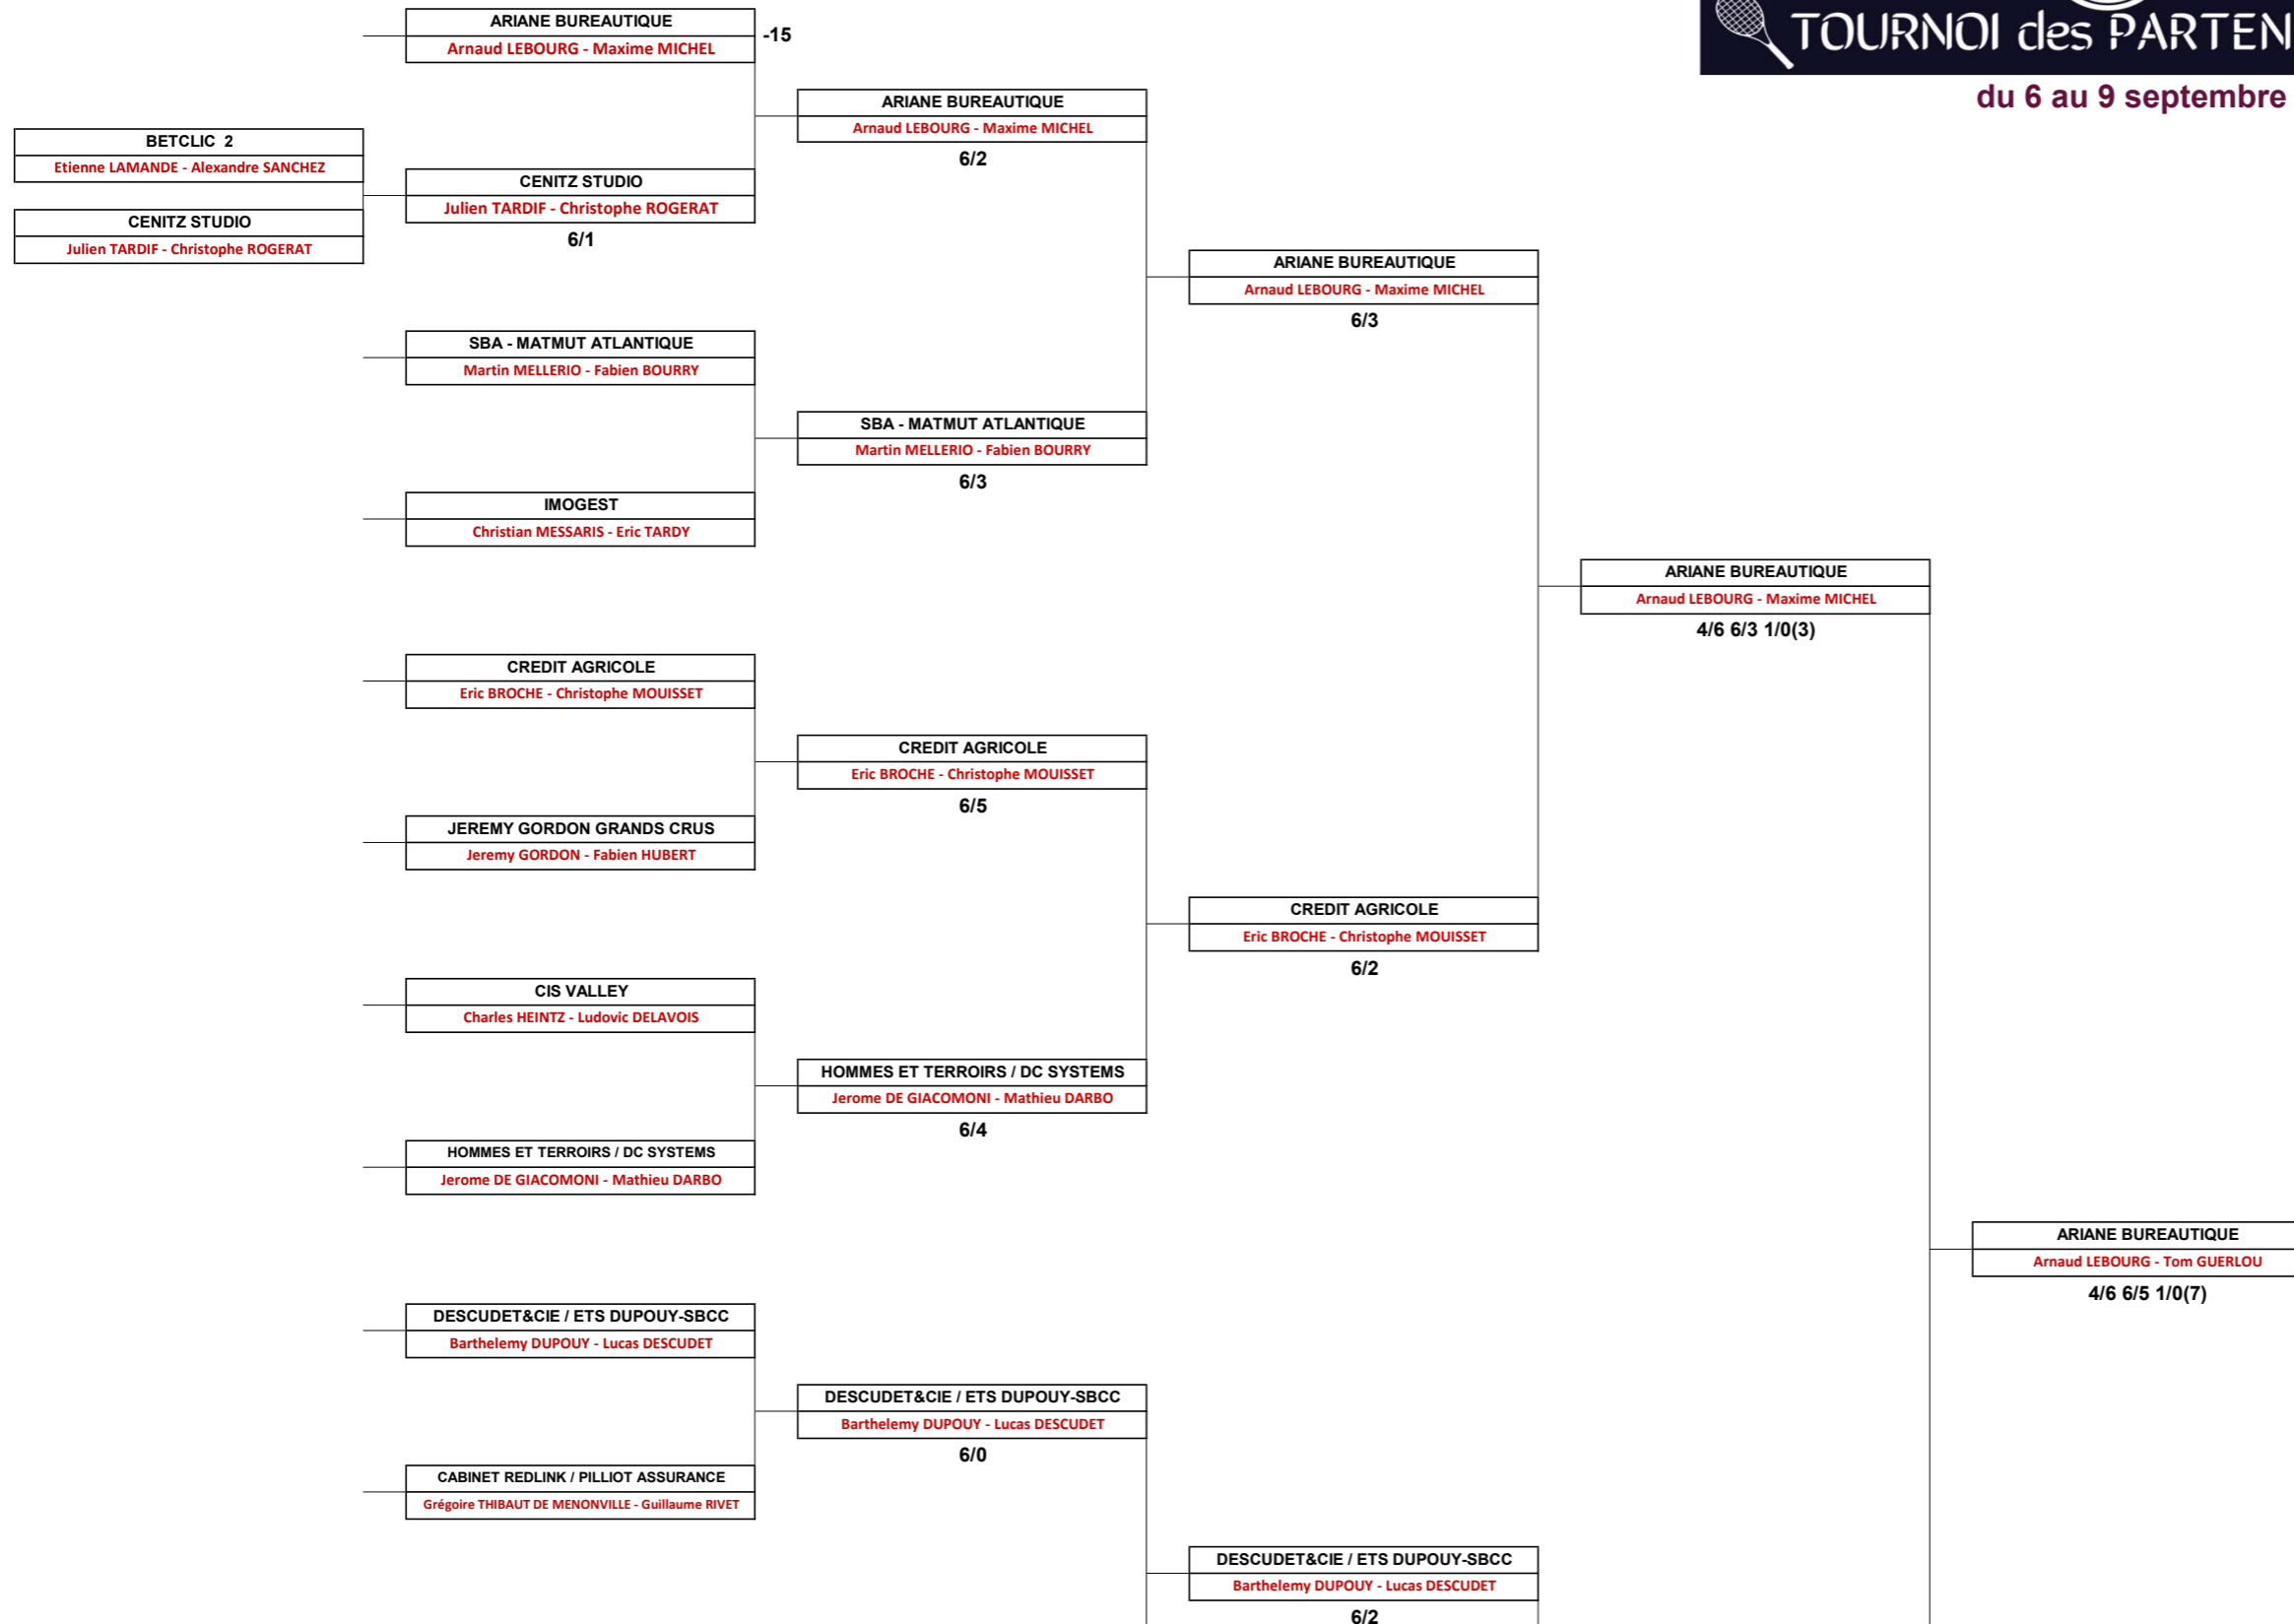 ARIANE BUREAUTIQUE
Arnaud LEBOURG - Maxime MICHEL
-15
TOURNOI des PARTEN
du 6 au 9 septembre
ARIANE BUREAUTIQUE
Arnaud LEBOURG - Maxime MICHEL
6/2
BETCLIC 2
Etienne LAMANDE - Alexandre SANCHEZ
CENITZ STUDIO
Julien TARDIF - Christophe ROGERAT
6/1
CENITZ STUDIO
Julien TARDIF - Christophe ROGERAT
ARIANE BUREAUTIQUE
Arnaud LEBOURG - Maxime MICHEL
6/3
SBA - MATMUT ATLANTIQUE
Martin MELLERIO - Fabien BOURRY
SBA - MATMUT ATLANTIQUE
Martin MELLERIO - Fabien BOURRY
6/3
IMOGEST
Christian MESSARIS - Eric TARDY
ARIANE BUREAUTIQUE
Arnaud LEBOURG - Maxime MICHEL
4/6 6/3 1/0(3)
CREDIT AGRICOLE
Eric BROCHE - Christophe MOUISSET
CREDIT AGRICOLE
Eric BROCHE - Christophe MOUISSET
6/5
JEREMY GORDON GRANDS CRUS
Jeremy GORDON - Fabien HUBERT
CREDIT AGRICOLE
Eric BROCHE - Christophe MOUISSET
6/2
CIS VALLEY
Charles HEINTZ - Ludovic DELAVOIS
HOMMES ET TERROIRS / DC SYSTEMS
Jerome DE GIACOMONI - Mathieu DARBO
6/4
HOMMES ET TERROIRS / DC SYSTEMS
Jerome DE GIACOMONI - Mathieu DARBO
ARIANE BUREAUTIQUE
Arnaud LEBOURG - Tom GUERLOU
4/6 6/5 1/0(7)
DESCUDET&CIE / ETS DUPOUY-SBCC
Barthelemy DUPOUY - Lucas DESCUDET
DESCUDET&CIE / ETS DUPOUY-SBCC
Barthelemy DUPOUY - Lucas DESCUDET
6/0
CABINET REDLINK / PILLIOT ASSURANCE
Grégoire THIBAUT DE MENONVILLE - Guillaume RIVET
DESCUDET&CIE / ETS DUPOUY-SBCC
Barthelemy DUPOUY - Lucas DESCUDET
6/2